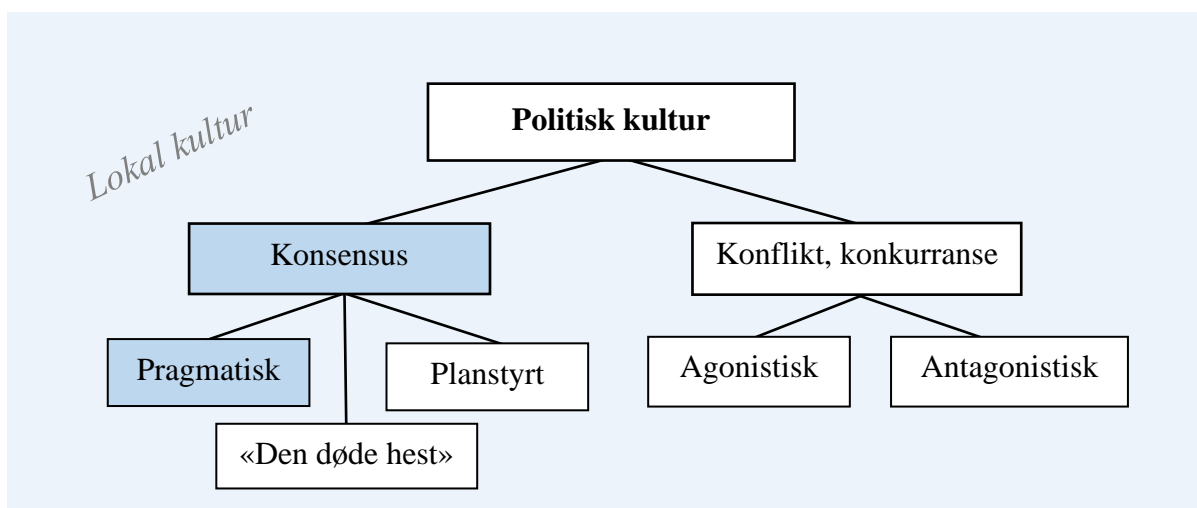 Lokal kultur
Politisk kultur
Konsensus
Konflikt, konkurranse
Pragmatisk
Planstyrt
Agonistisk
Antagonistisk
«Den døde hest»